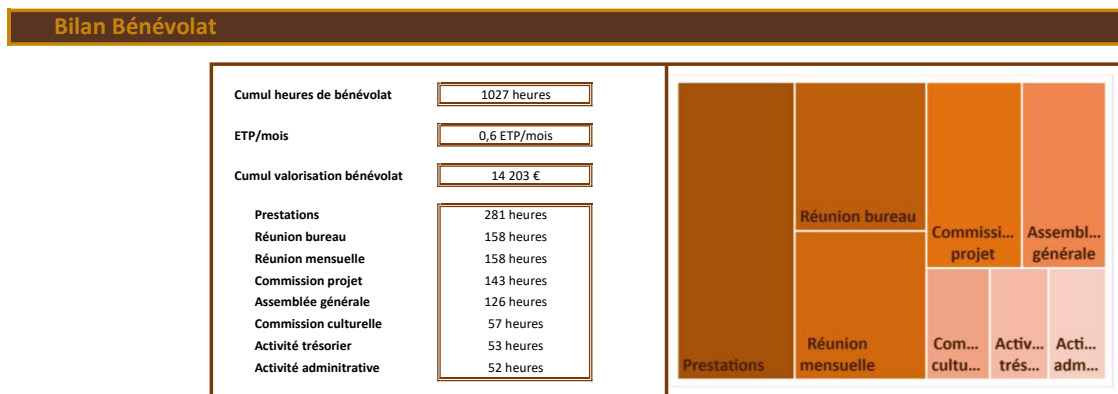 Bilan Bénévolat
Cumul heures de bénévolat 1027 heures
ETP/mois 0,6 ETP/mois
Cumul valorisation bénévolat 14 203 €
Prestations 281 heures
Réunion bureau 158 heures
Réunion mensuelle 158 heures
Commission projet 143 heures
Assemblée générale 126 heures
Commission culturelle 57 heures
Activité trésorier 53 heures
Activité adminitrative 52 heures
Prestations
Réunion bureau
Réunion
mensuelle
Commissi...
projet
Assembl...
générale
Com...
cultu...
Activ...
trés...
Acti...
adm...